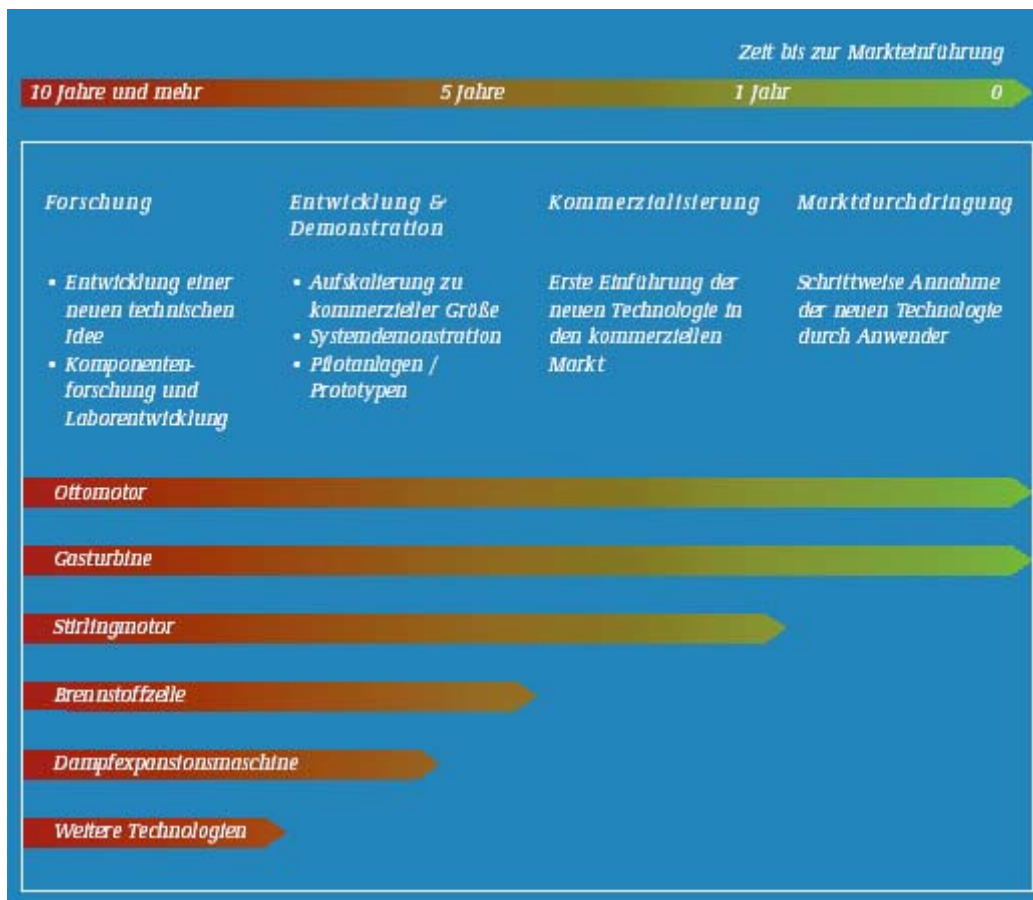 Zeit bis zur Markteinführung
10 Jahre und mehr 5 Jahre 1 Jahr 0
Forschung
• Entwicklung einer
neuen technischen
Idee
• Komponenten-
forschung und
Laborentwicklung
Entwicklung &
Demonstration
• Aufskalierung zu
kommerzieller Größe
• Systemdemonstration
• Pilotanlagen /
Prototypen
Kommerzialisierung
Erste Einführung der
neuen Technologie in
den kommerziellen
Markt
Marktdurchdringung
Schrittweise Annahme
der neuen Technologie
durch Anwender
Ottomotor
Gasturbine
Stirlingmotor
Brennstoffzelle
Dampfexpansionsmaschine
Weitere Technologien